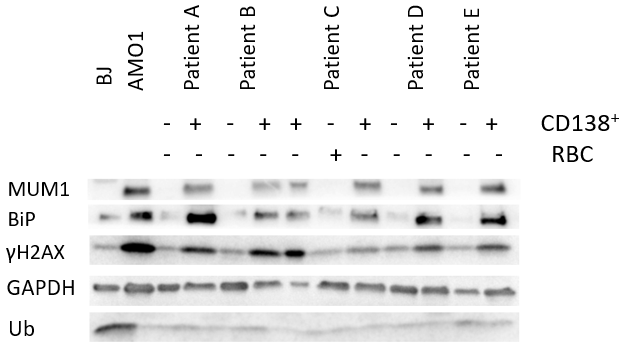 BJ AMO1 Patient A Patient B Patient C Patient D Patient E
- + - + + - + - + - + CD138⁺
- - - - - + - - - - - RBC
MUM1
BiP
γH2AX
GAPDH
Ub